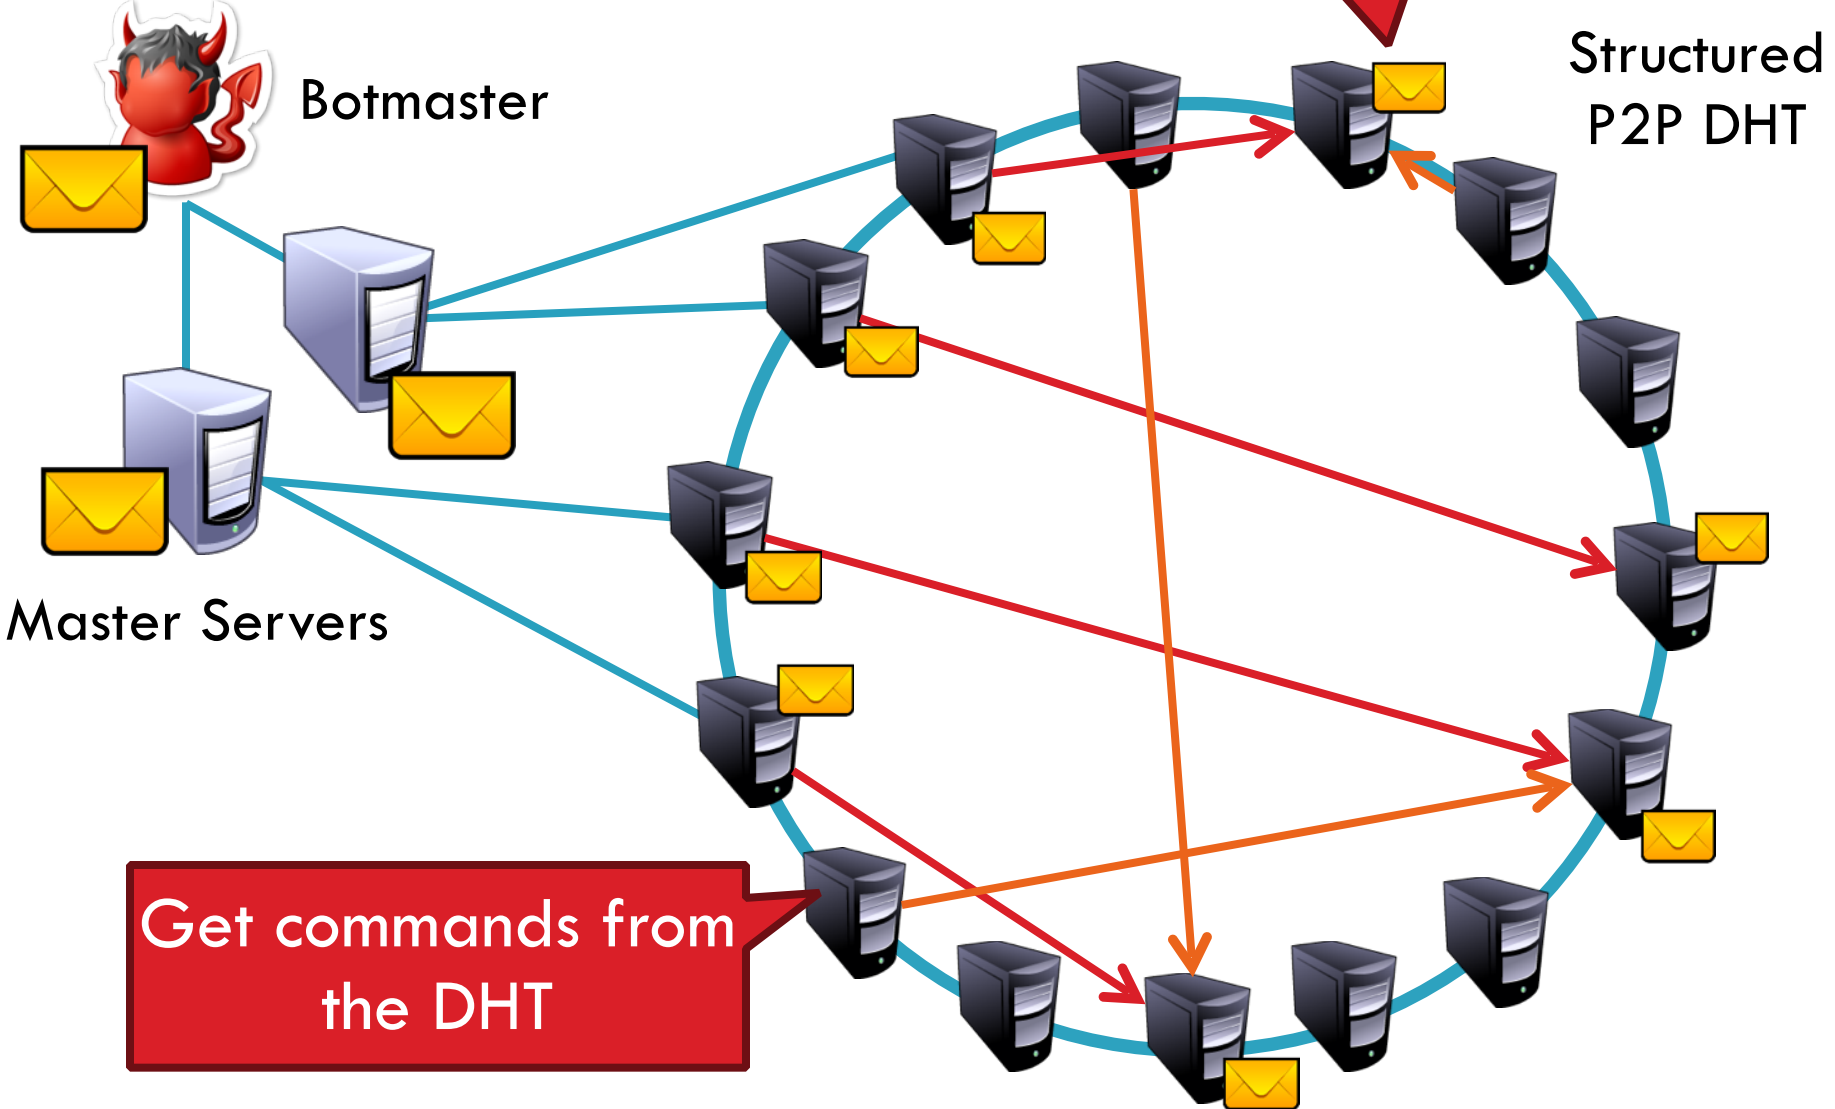 Botmaster
Structured
P2P DHT
Master Servers
Get commands from
the DHT